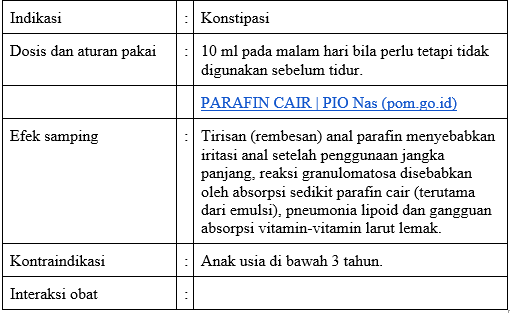 Indikasi : Konstipasi
Dosis dan aturan pakai : 10 ml pada malam hari bila perlu tetapi tidak
digunakan sebelum tidur.
PARAFIN CAIR | PIO Nas (pom.go.id)
Efek samping : Tirisan (rembesan) anal parafin menyebabkan
iritasi anal setelah penggunaan jangka
panjang, reaksi granulomatosa disebabkan
oleh absorpsi sedikit parafin cair (terutama
dari emulsi), pneumonia lipoid dan gangguan
absorpsi vitamin-vitamin larut lemak.
Kontraindikasi : Anak usia di bawah 3 tahun.
Interaksi obat :